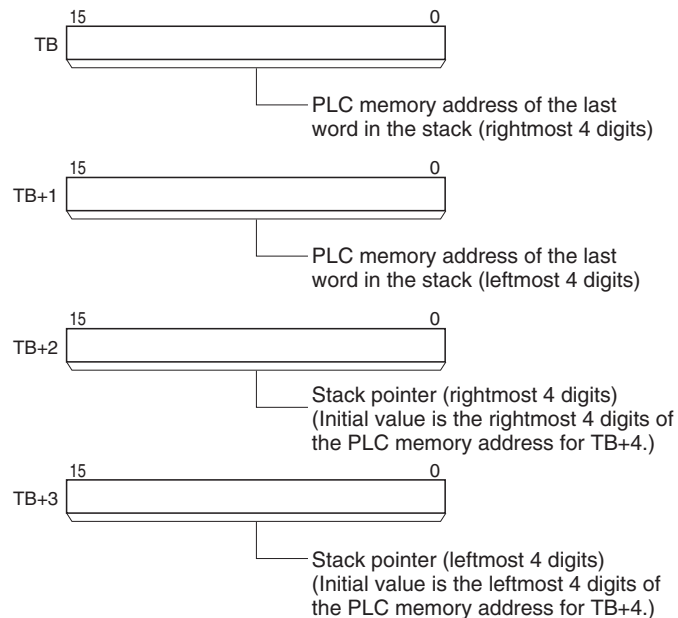 15 0
TB
PLC memory address of the last
word in the stack (rightmost 4 digits)
15 0
TB+1
PLC memory address of the last
word in the stack (leftmost 4 digits)
15 0
TB+2
Stack pointer (rightmost 4 digits)
(Initial value is the rightmost 4 digits of
the PLC memory address for TB+4.)
15 0
TB+3
Stack pointer (leftmost 4 digits)
(Initial value is the leftmost 4 digits of
the PLC memory address for TB+4.)